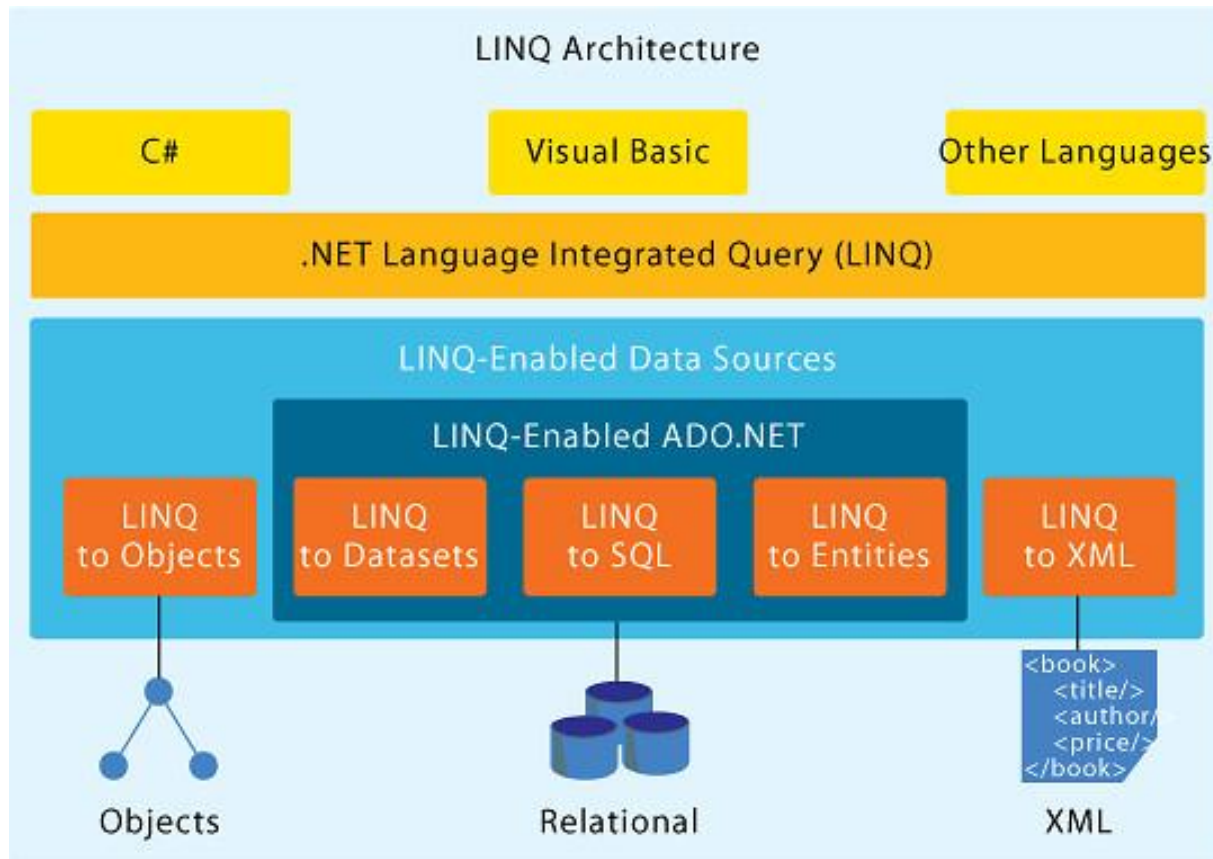 LINQ Architecture
C#
Visual Basic
Other Languages
.NET Language Integrated Query (LINQ)
LINQ-Enabled Data Sources
LINQ-Enabled ADO.NET
LINQ
to Objects
LINQ
to Datasets
LINQ
to SQL
LINQ
to Entities
LINQ
to XML
<book>
<title/>
<author/>
<price/>
</book>
Objects
Relational
XML